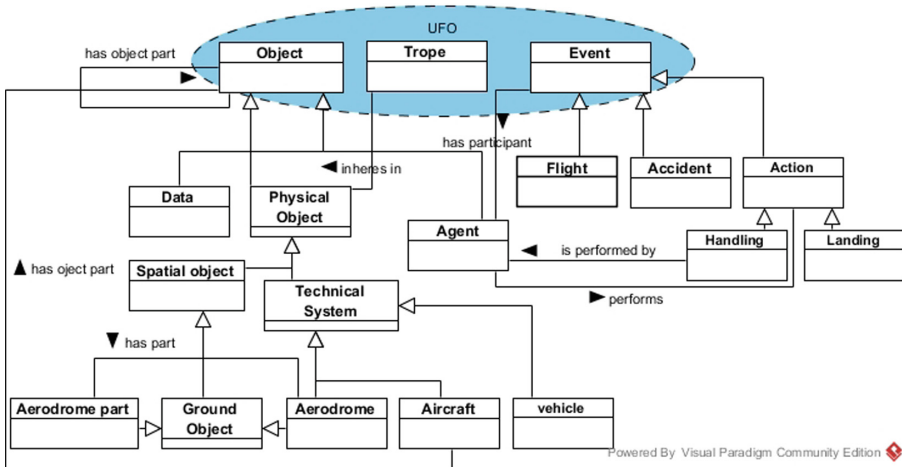 UFO
has object part
Object
Trope
Event
has participant
inheres in
Flight
Accident
Action
Data
Physical
Object
Agent
is performed by
Handling
Landing
has oject part
Spatial object
Technical
System
performs
has part
Aerodrome part
Ground
Object
Aerodrome
Aircraft
vehicle
Powered By Visual Paradigm Community Edition